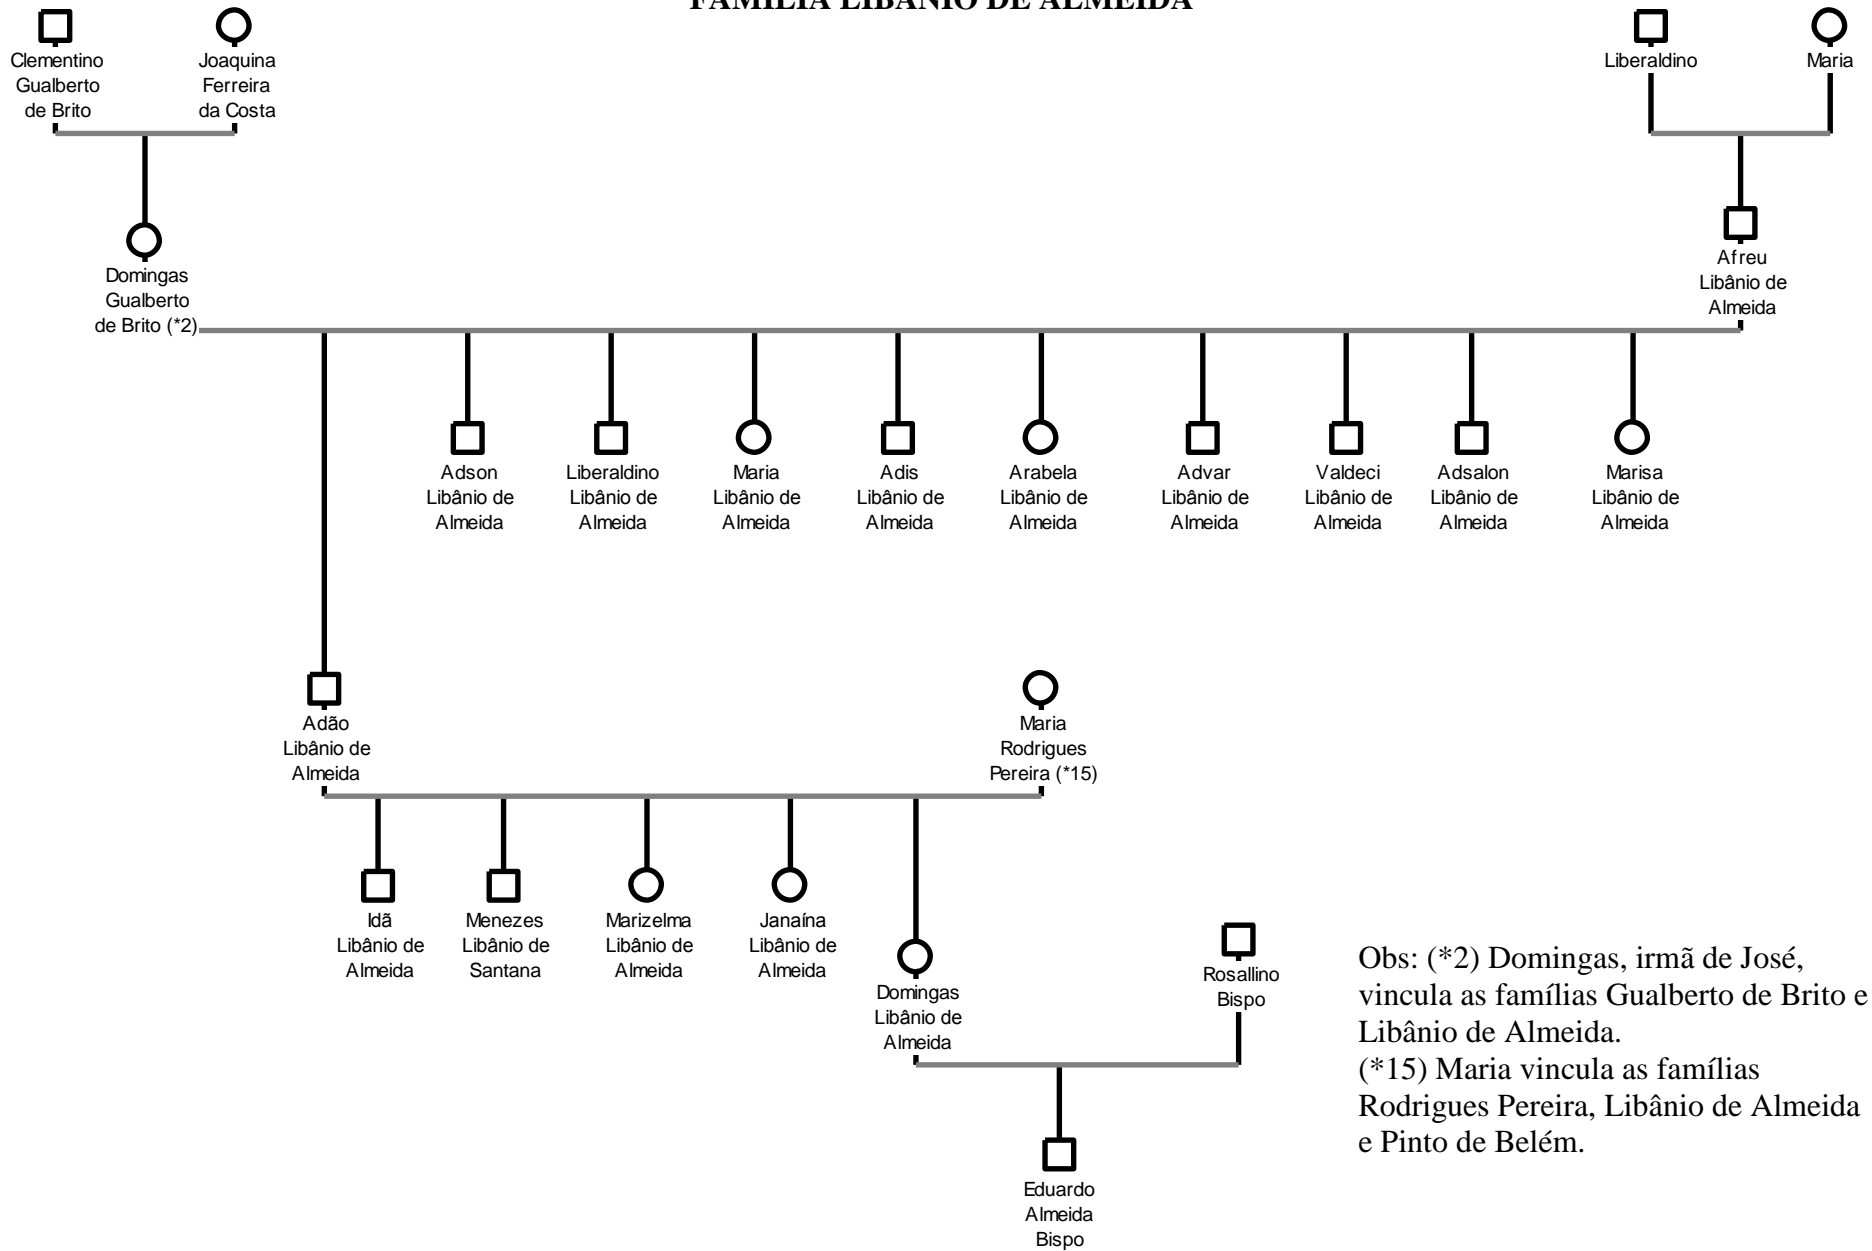 FAMÍLIA LIBÂNIO DE ALMEIDA
Clementino
Gualberto
de Brito
Joaquina
Ferreira
da Costa
Liberaldino
Maria
Domingas
Gualberto
de Brito (*2)
Afreu
Libânio de
Almeida
Adson
Libânio de
Almeida
Liberaldino
Libânio de
Almeida
Maria
Libânio de
Almeida
Adis
Libânio de
Almeida
Arabela
Libânio de
Almeida
Advar
Libânio de
Almeida
Valdeci
Libânio de
Almeida
Adsalon
Libânio de
Almeida
Marisa
Libânio de
Almeida
Adão
Libânio de
Almeida
Maria
Rodrigues
Pereira (*15)
Idã
Libânio de
Almeida
Menezes
Libânio de
Santana
Marizelma
Libânio de
Almeida
Janaína
Libânio de
Almeida
Domingas
Libânio de
Almeida
Rosallino
Bispo
Eduardo
Almeida
Bispo
Obs: (*2) Domingas, irmã de José,
vincula as famílias Gualberto de Brito e
Libânio de Almeida.
(*15) Maria vincula as famílias
Rodrigues Pereira, Libânio de Almeida
e Pinto de Belém.